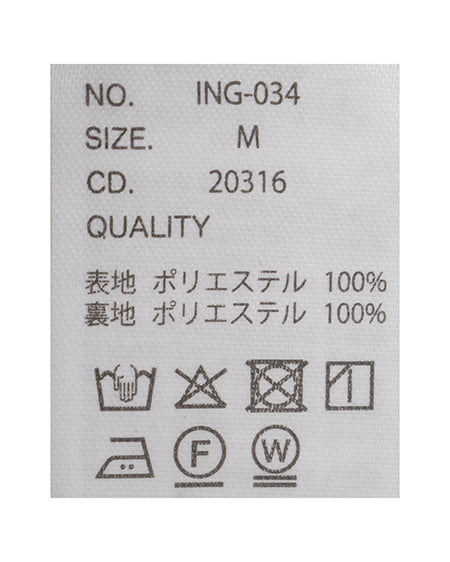 NO. ING-034
SIZE. M
CD. 20316
QUALITY
表地 ポリエステル 100%
裏地 ポリエステル 100%
F W